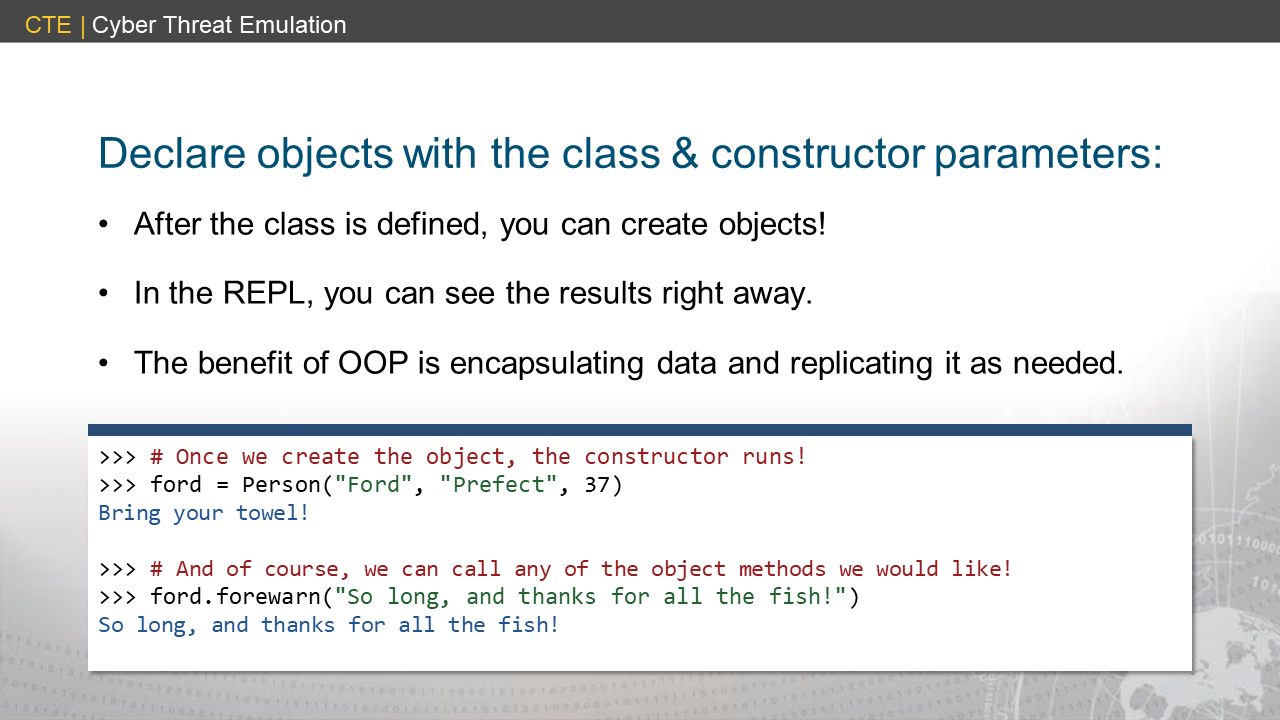 CTE | Cyber Threat Emulation
Declare objects with the class & constructor parameters:
• After the class is defined, you can create objects!
• In the REPL, you can see the results right away.
• The benefit of OOP is encapsulating data and replicating it as needed.
>>> # Once we create the object, the constructor runs!
>>> ford = Person("Ford", "Prefect", 37)
Bring your towel!
>>> # And of course, we can call any of the object methods we would like!
>>> ford.forewarn("So long, and thanks for all the fish!")
So long, and thanks for all the fish!